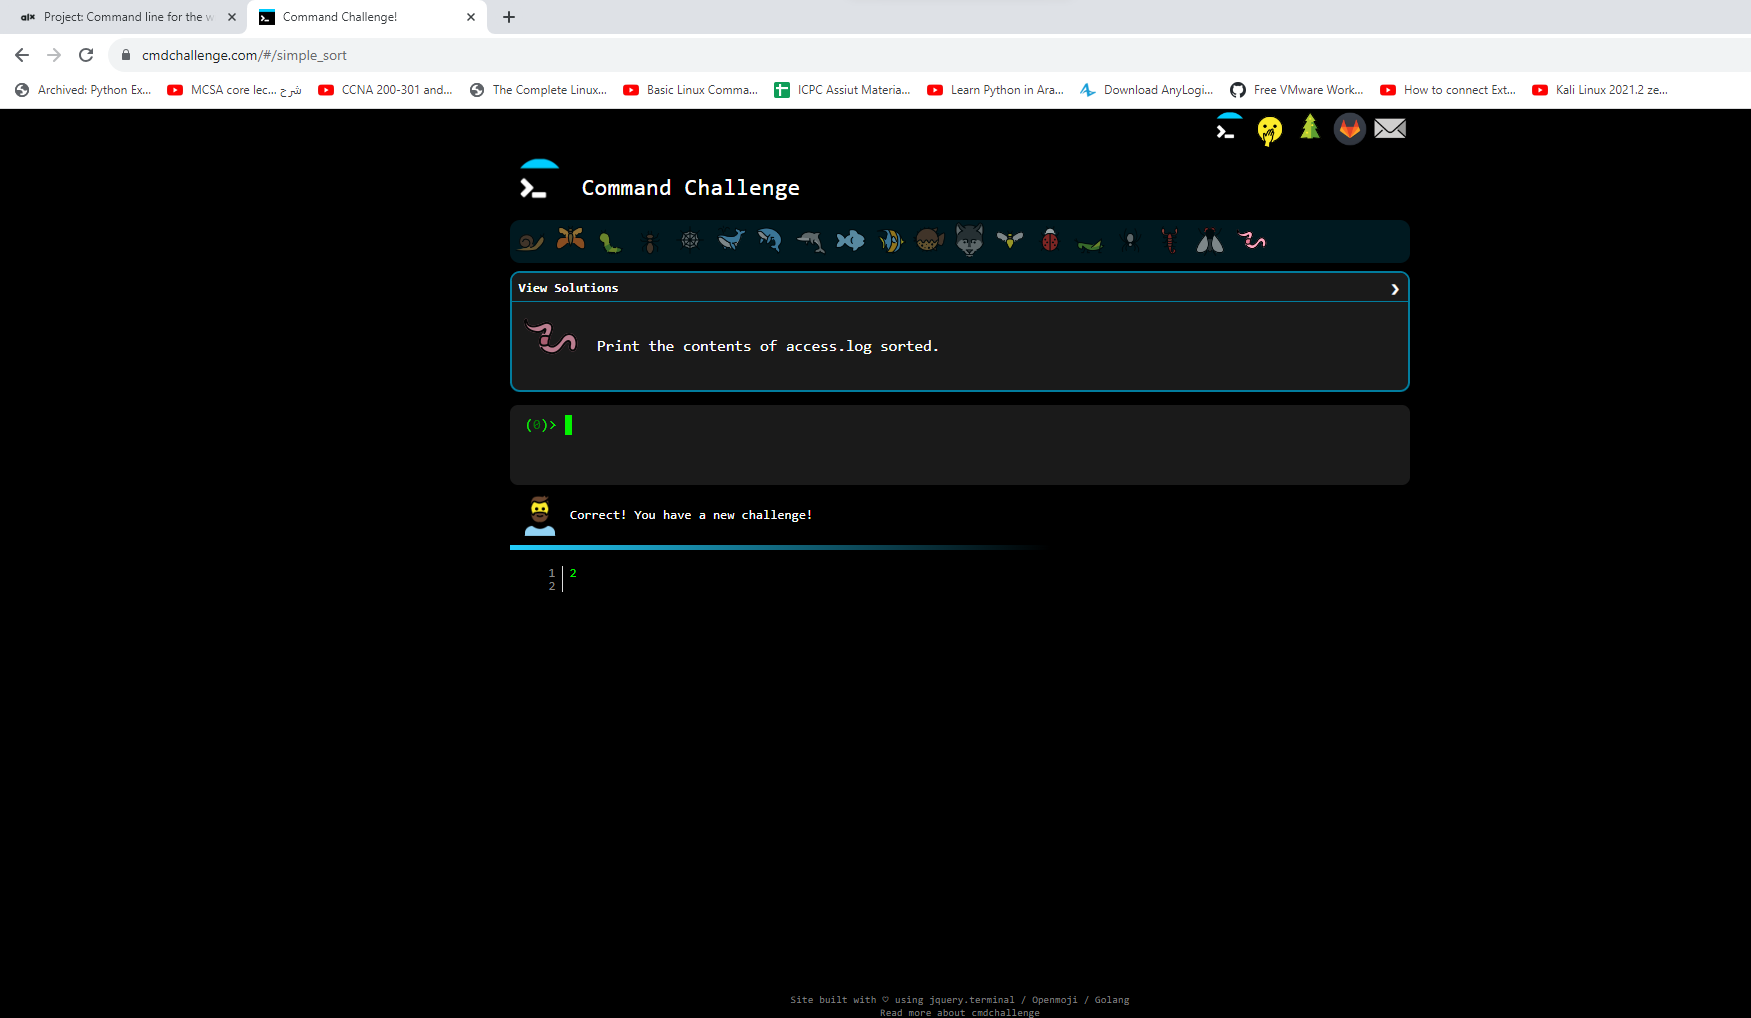 alx Project: Command line for the w
Command Challenge!
cmdchallenge.com/#/simple_sort
Archived: Python Ex...
MCSA core lec... شرح
CCNA 200-301 and...
The Complete Linux...
Basic Linux Comma...
ICPC Assiut Materia...
Learn Python in Ara...
Download AnyLogi...
Free VMware Work...
How to connect Ext...
Kali Linux 2021.2 ze...
Command Challenge
View Solutions
Print the contents of access.log sorted.
(0)>
Correct! You have a new challenge!
1 2
2
Site built with ♡ using jquery.terminal / Openmoji / Golang
Read more about cmdchallenge